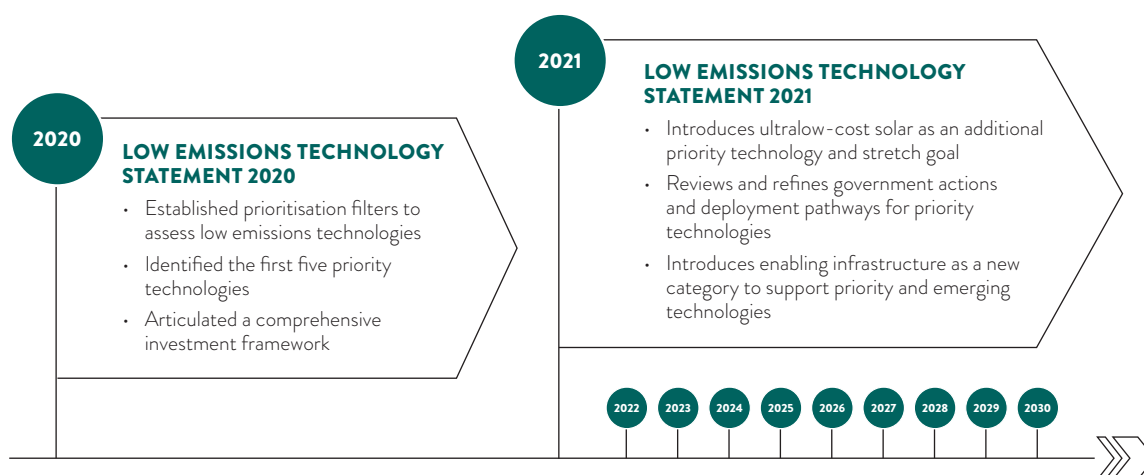 2020
LOW EMISSIONS TECHNOLOGY
STATEMENT 2020
• Established prioritisation filters to
assess low emissions technologies
• Identified the first five priority
technologies
• Articulated a comprehensive
investment framework
2021
LOW EMISSIONS TECHNOLOGY
STATEMENT 2021
• Introduces ultralow-cost solar as an additional
priority technology and stretch goal
• Reviews and refines government actions
and deployment pathways for priority
technologies
• Introduces enabling infrastructure as a new
category to support priority and emerging
technologies
2022 2023 2024 2025 2026 2027 2028 2029 2030